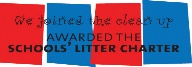 We joined the clean up
AWARDED THE
SCHOOLS' LITTER CHARTER